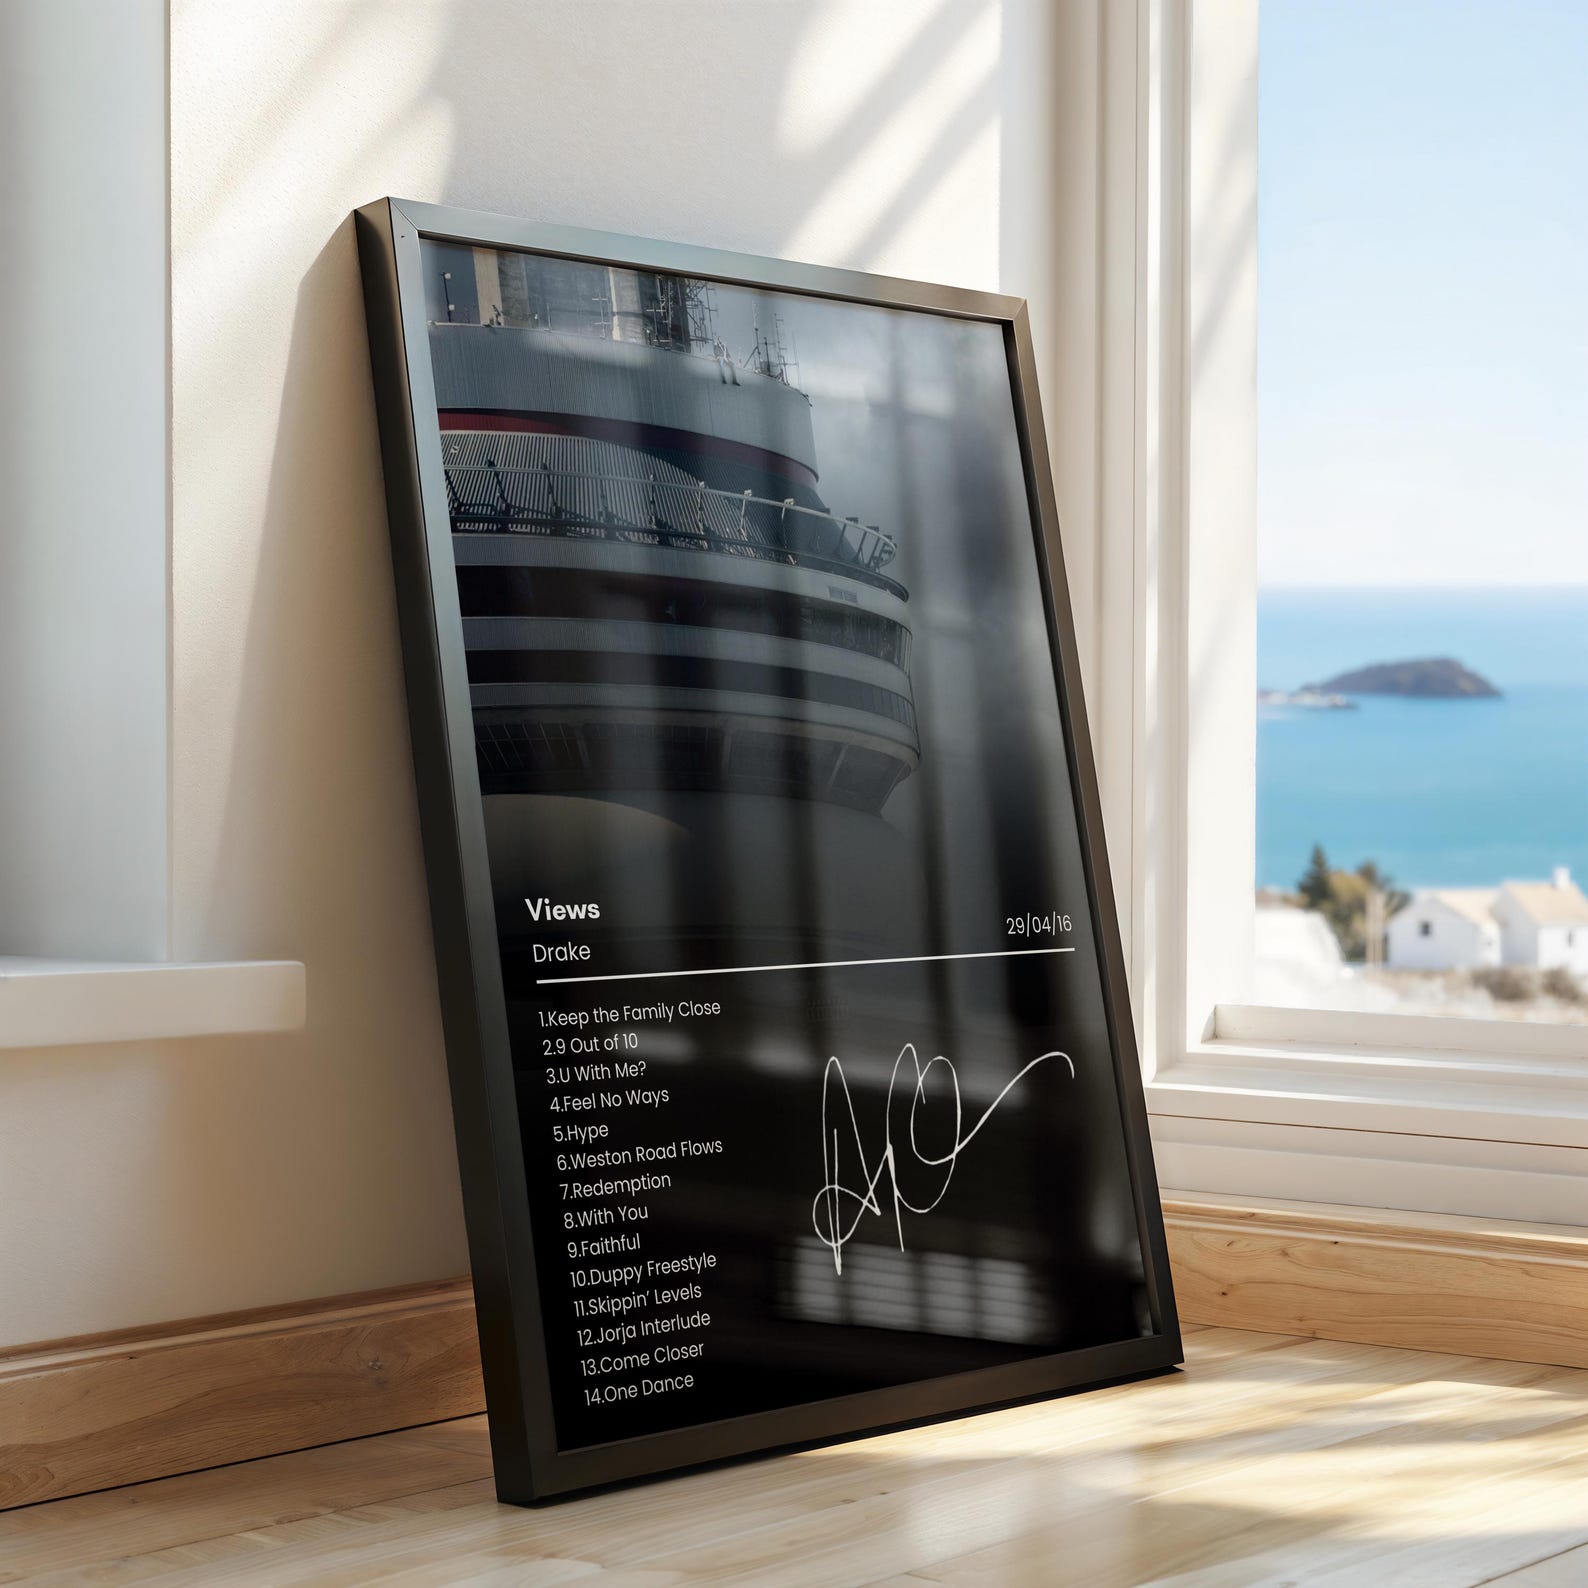 Views
Drake
29/04/16
1.Keep the Family Close
2.9 Out of 10
3.U With Me?
4.Feel No Ways
5.Hype
6.Weston Road Flows
7.Redemption
8.With You
9.Faithful
10.Duppy Freestyle
11.Skippin' Levels
12.Jorja Interlude
13.Come Closer
14.One Dance